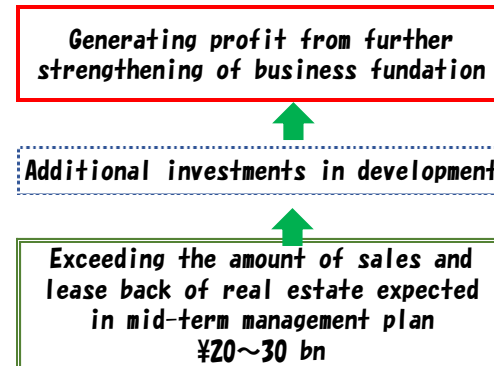 Generating profit from further
strengthening of business fundation
Additional investments in development
Exceeding the amount of sales and
lease back of real estate expected
in mid-term management plan
¥20～30 bn